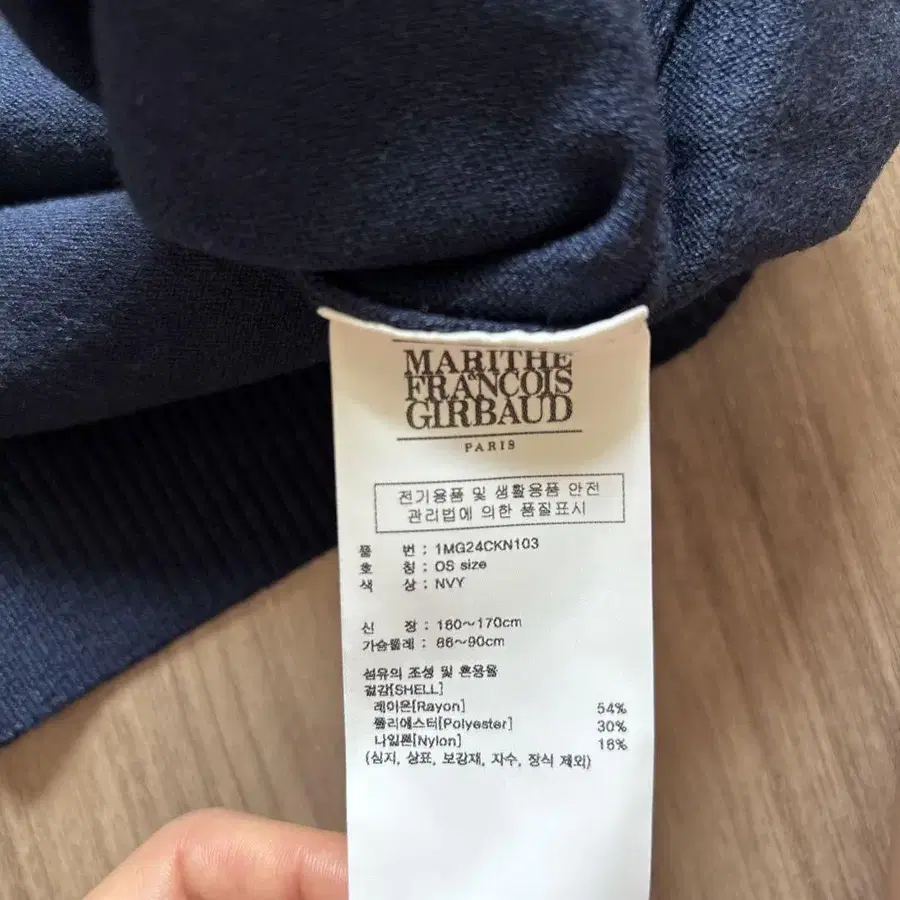 MARITHE
FRANÇOIS
GIRBAUD
PARIS
전기용품 및 생활용품 안전
관리법에 의한 품질표시
품 번 : 1MG24CKN103
호 칭 : OS size
색 상 : NVY
신 장 : 160~170cm
가슴둘레 : 86~90cm
섬유의 조성 및 혼용율
겉감[SHELL]
레이온[Rayon] 54%
폴리에스터[Polyester] 30%
나일론[Nylon] 16%
(심지, 상표, 보강재, 자수, 장식 제외)